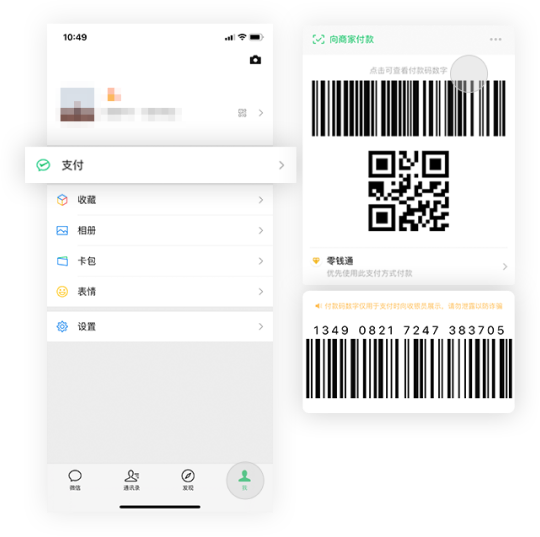 10:49
支付
收藏
相册
卡包
表情
设置
微信
通讯录
发现
我
向商家付款
点击可查看付款码数字
零钱通
优先使用此支付方式付款
付款码数字仅用于支付时向收银员展示，请勿泄露以防诈骗
1349 0821 7247 383705